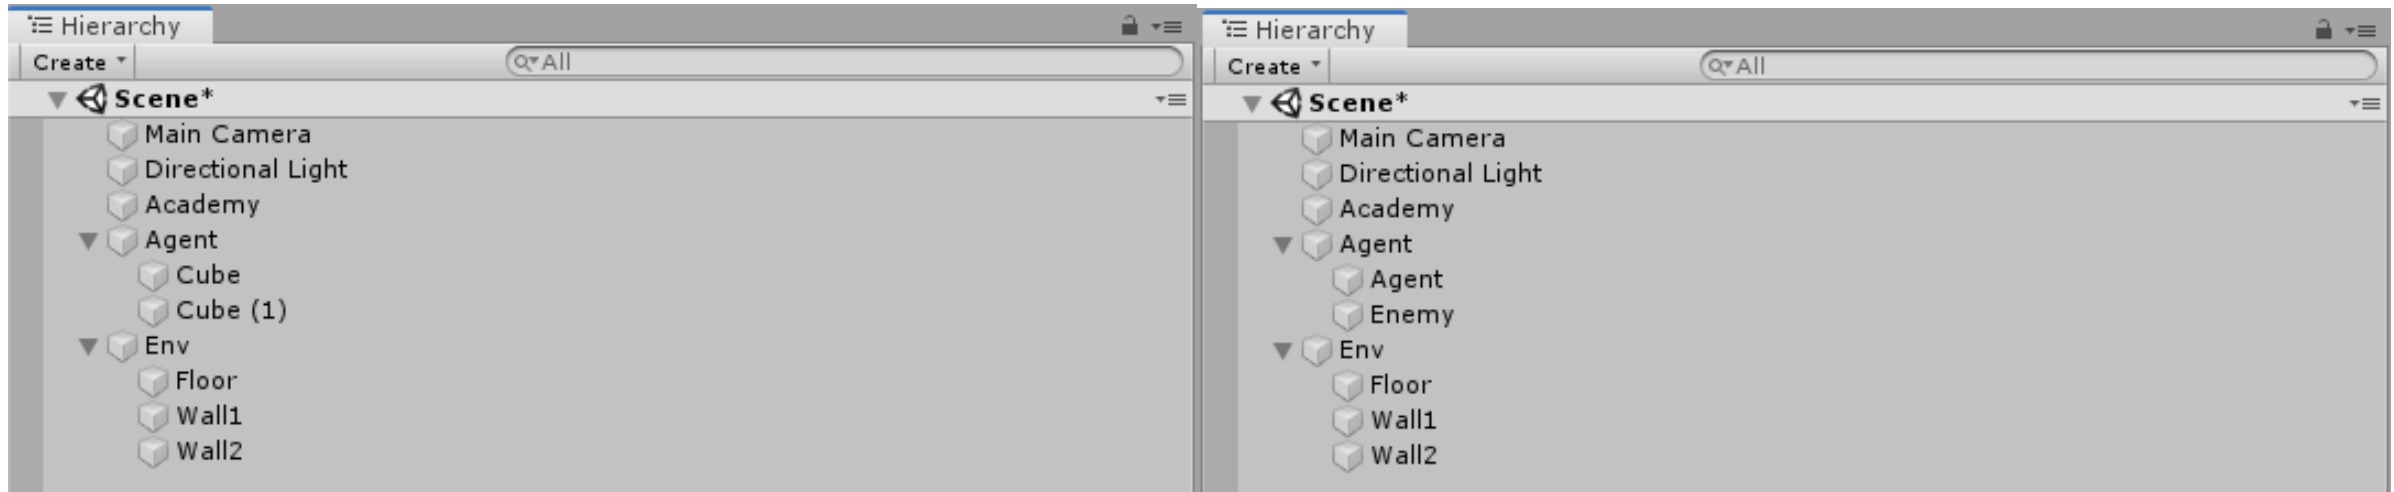 Hierarchy
Create
All
Scene*
Main Camera
Directional Light
Academy
Agent
Cube
Cube (1)
Env
Floor
Wall1
Wall2
Hierarchy
Create
All
Scene*
Main Camera
Directional Light
Academy
Agent
Agent
Enemy
Env
Floor
Wall1
Wall2